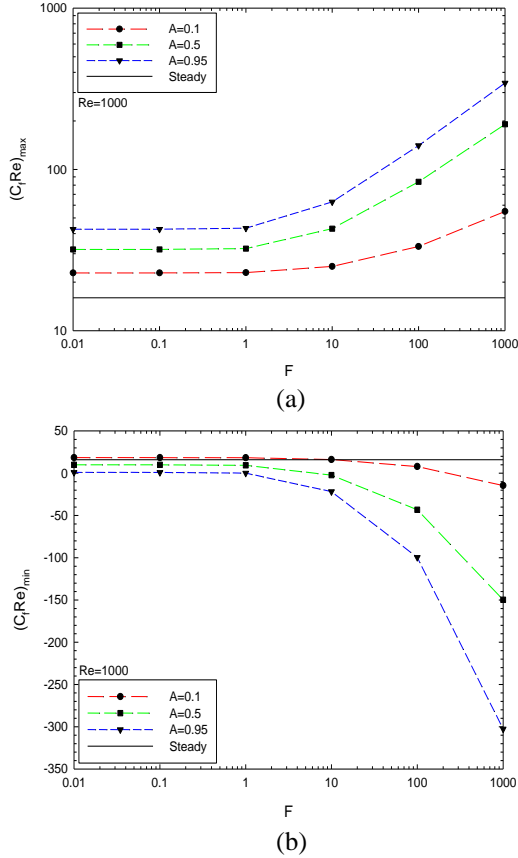 1000
A=0.1
A=0.5
A=0.95
Steady
Re=1000
100
(CfRe)max
10
0.01 0.1 1 10 100 1000
F
(a)
50
0
-50
-100
-150
(CfRe)min
-200
-250
Re=1000
A=0.1
-300
A=0.5
A=0.95
Steady
-350
0.01 0.1 1 10 100 1000
F
(b)